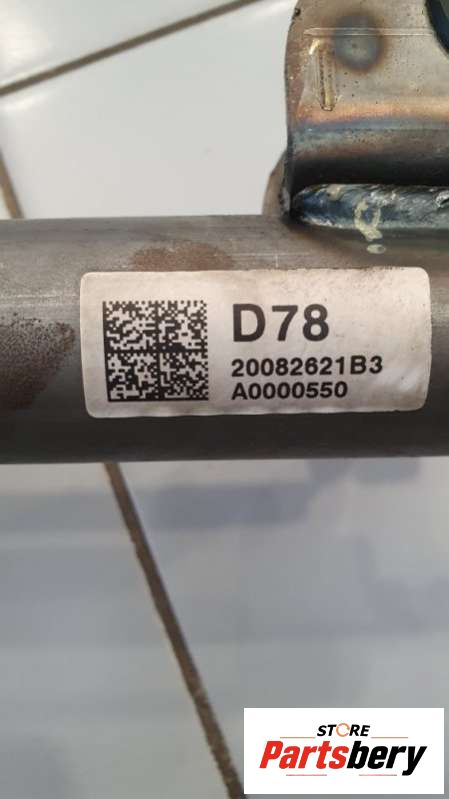 D78
20082621B3
A0000550
STORE
Partsbery